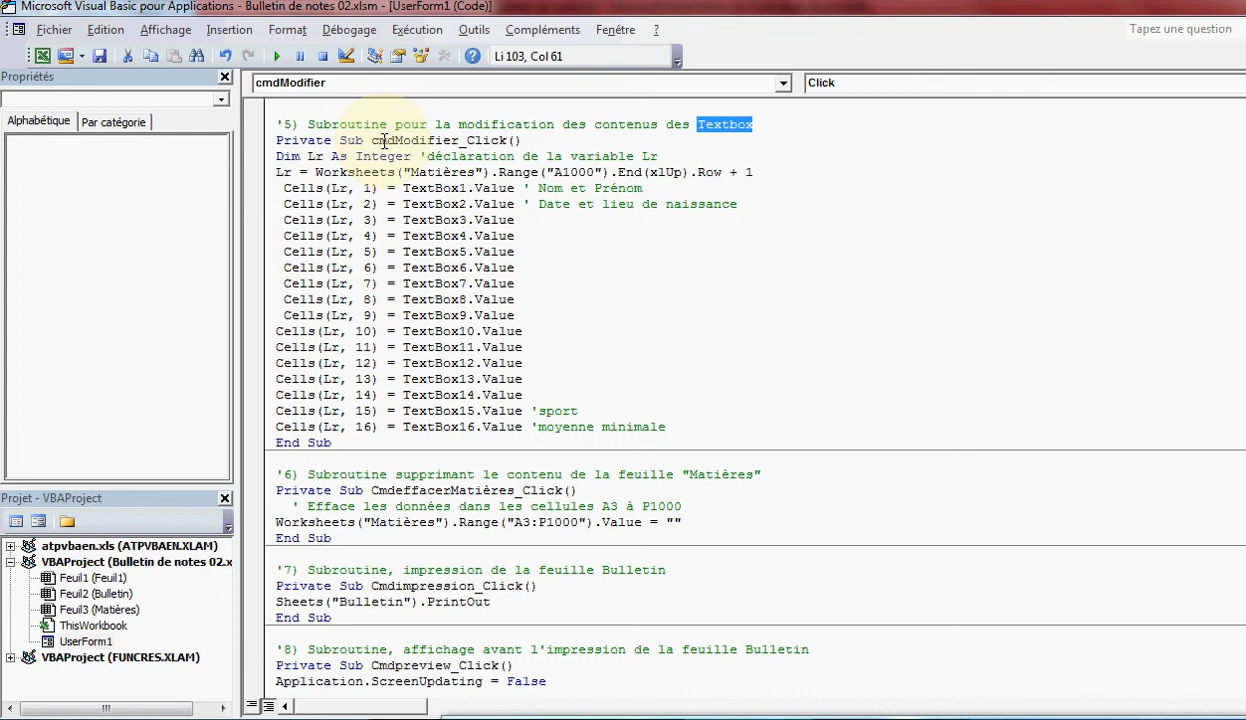 Microsoft Visual Basic pour Applications - Bulletin de notes 02.xlsm - [UserForm1 (Code)]
Fichier Edition Affichage Insertion Format Débogage Exécution Outils Compléments Fenêtre ? Tapez une question
Li 103, Col 61
Propriétés
cmdModifier
Click
Alphabétique Par catégorie
'5) Subroutine pour la modification des contenus des Textbox
Private Sub cmdModifier_Click()
Dim Lr As Integer 'déclaration de la variable Lr
Lr = Worksheets("Matières").Range("A1000").End(xlUp).Row + 1
Cells(Lr, 1) = TextBox1.Value ' Nom et Prénom
Cells(Lr, 2) = TextBox2.Value ' Date et lieu de naissance
Cells(Lr, 3) = TextBox3.Value
Cells(Lr, 4) = TextBox4.Value
Cells(Lr, 5) = TextBox5.Value
Cells(Lr, 6) = TextBox6.Value
Cells(Lr, 7) = TextBox7.Value
Cells(Lr, 8) = TextBox8.Value
Cells(Lr, 9) = TextBox9.Value
Cells(Lr, 10) = TextBox10.Value
Cells(Lr, 11) = TextBox11.Value
Cells(Lr, 12) = TextBox12.Value
Cells(Lr, 13) = TextBox13.Value
Cells(Lr, 14) = TextBox14.Value
Cells(Lr, 15) = TextBox15.Value 'sport
Cells(Lr, 16) = TextBox16.Value 'moyenne minimale
End Sub
'6) Subroutine supprimant le contenu de la feuille "Matières"
Private Sub CmdeffacerMatières_Click()
' Efface les données dans les cellules A3 à P1000
Worksheets("Matières").Range("A3:P1000").Value = ""
End Sub
'7) Subroutine, impression de la feuille Bulletin
Private Sub Cmdimpression_Click()
Sheets("Bulletin").PrintOut
End Sub
'8) Subroutine, affichage avant l'impression de la feuille Bulletin
Private Sub Cmdpreview_Click()
Application.ScreenUpdating = False
Projet - VBAProject
atpvbaen.xls (ATPVBAEN.XLAM)
VBAProject (Bulletin de notes 02.x
Feuil1 (Feuil1)
Feuil2 (Bulletin)
Feuil3 (Matières)
ThisWorkbook
UserForm1
VBAProject (FUNCRES.XLAM)